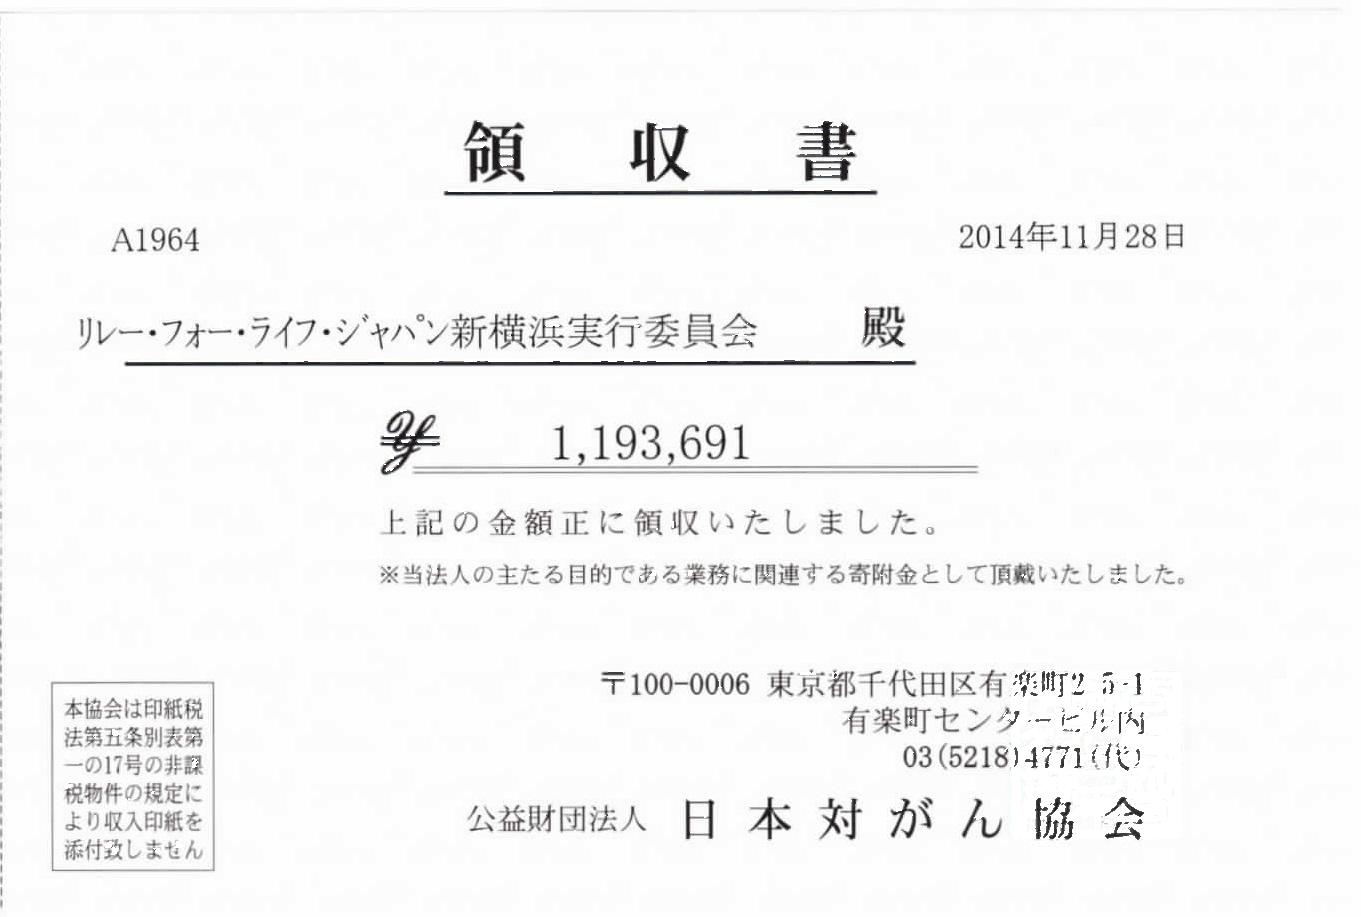 領収書
A1964
2014年11月28日
リレー・フォー・ライフ・ジャパン新横浜実行委員会 殿
¥ 1,193,691
上記の金額正に領収いたしました。
※当法人の主たる目的である業務に関連する寄附金として頂戴いたしました。
〒100-0006 東京都千代田区有楽町2-5-1
有楽町センタービル内
03(5218)4771(代)
公益財団法人 日本対がん協会
本協会は印紙税
法第五条別表第
一の17号の非課
税物件の規定に
より収入印紙を
添付致しません